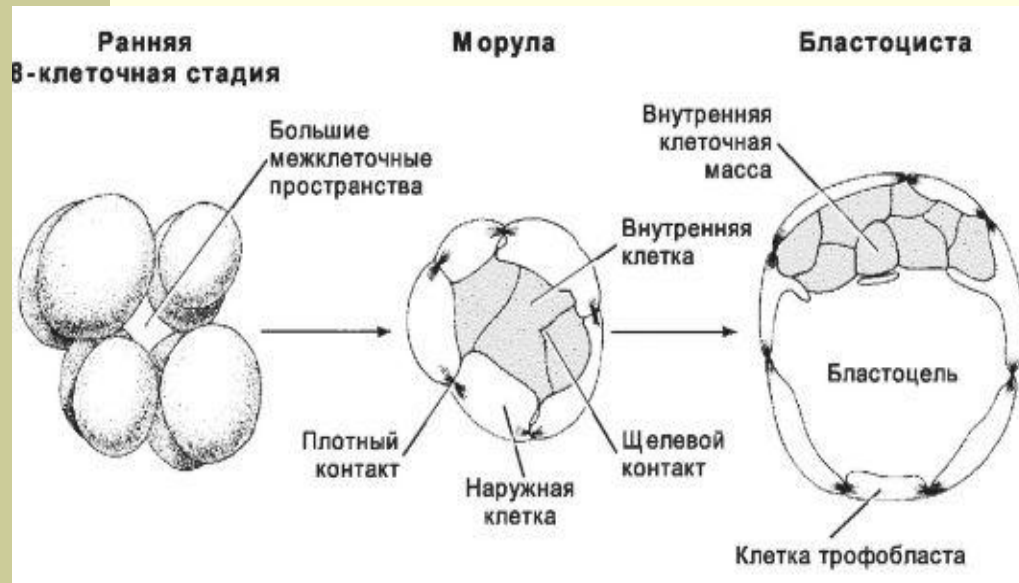 Ранняя
8-клеточная стадия
Морула
Бластоциста
Большие
межклеточные
пространства
Внутренняя
клеточная
масса
Внутренняя
клетка
Бластоцель
Плотный
контакт
Наружная
клетка
Щелевой
контакт
Клетка трофобласта